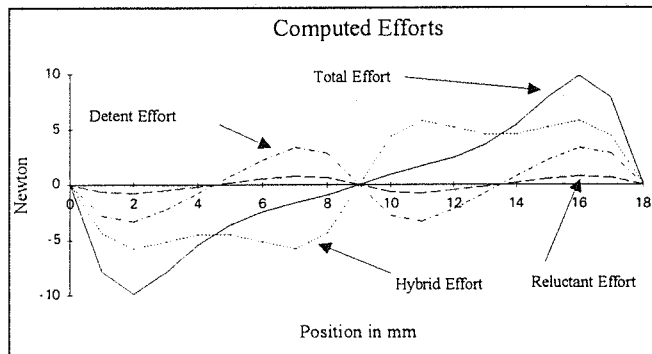 Computed Efforts
10
Total Effort
Detent Effort
5
Newton
0
0 2 4 6 8 10 12 14 16 18
-5
Hybrid Effort
Reluctant Effort
-10
Position in mm